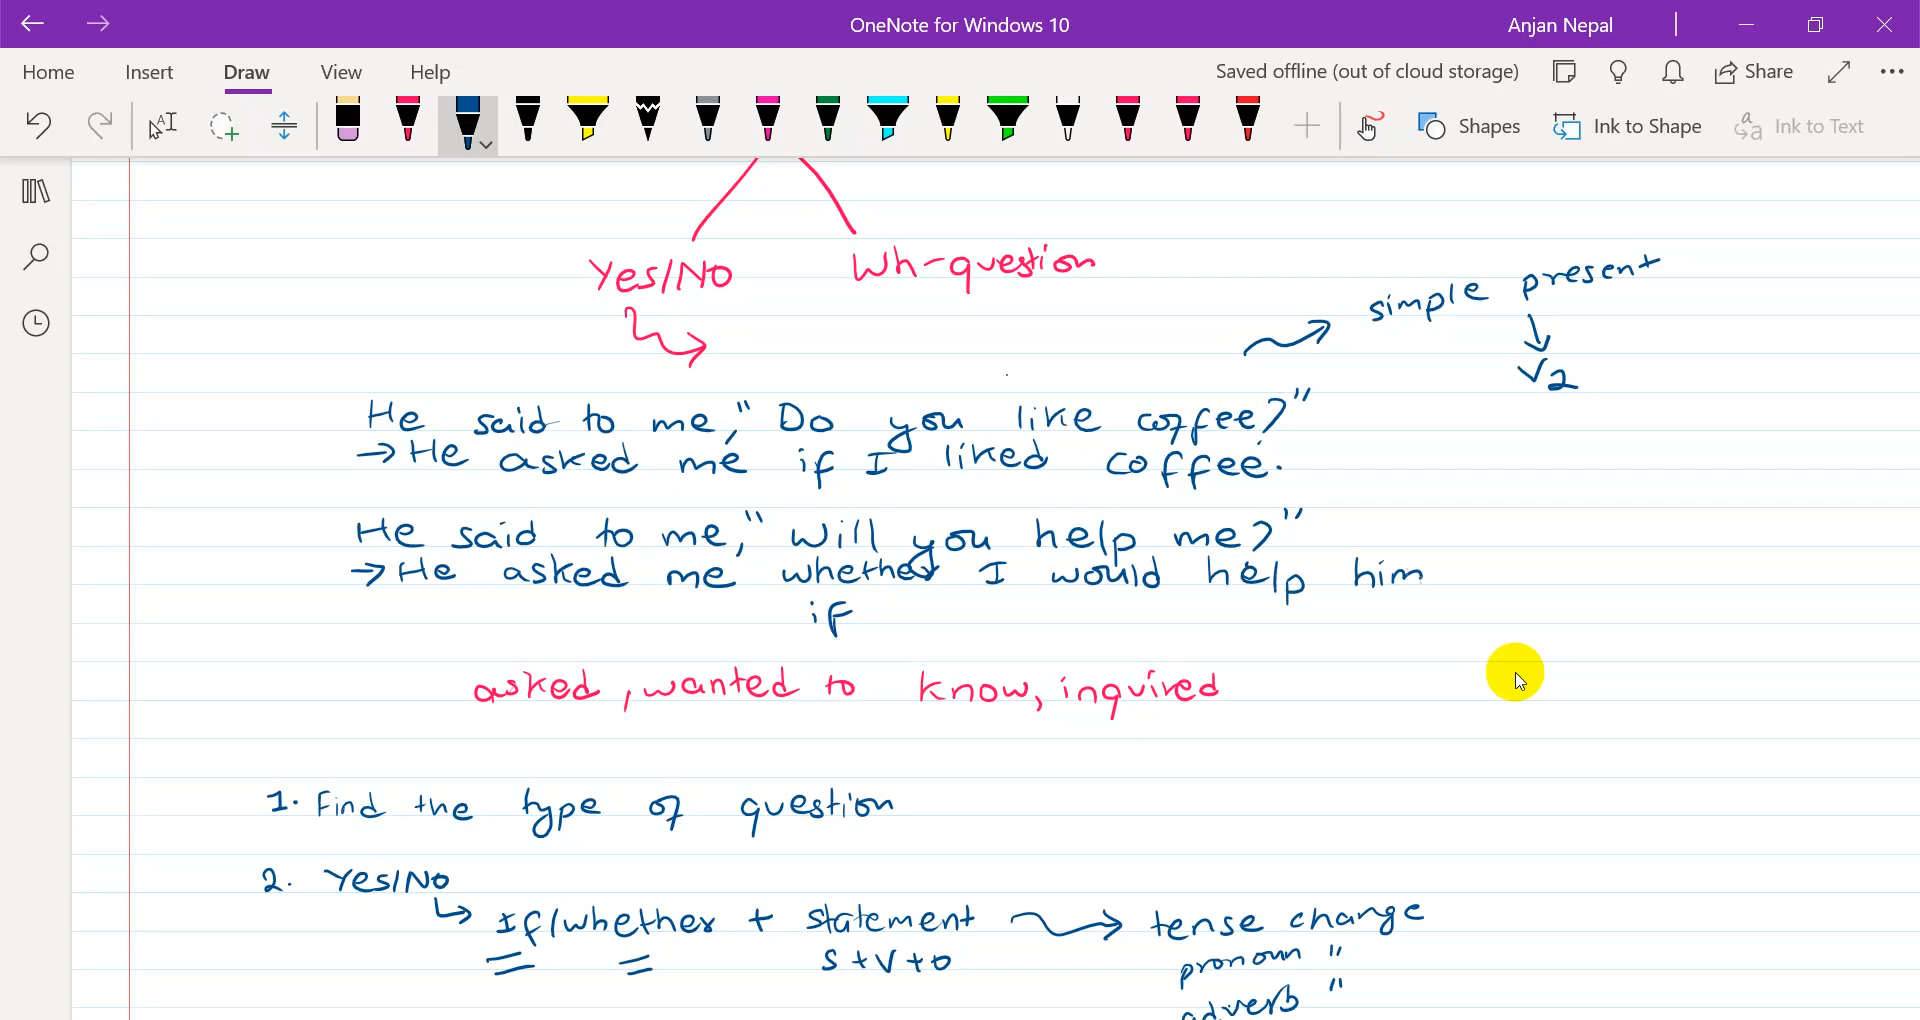 OneNote for Windows 10
Anjan Nepal
Home Insert Draw View Help
Saved offline (out of cloud storage)
Share
Shapes
Ink to Shape
Ink to Text
Yes/No
Wh-question
simple present
V2
He said to me," Do you like coffee?"
→ He asked me if I liked coffee.
He said to me," Will you help me?"
→ He asked me whether I would help him
if
asked, wanted to know, inquired
1. Find the type of question
2. Yes/No
If/whether + statement
tense change
S+V+O
pronoun "
adverb "